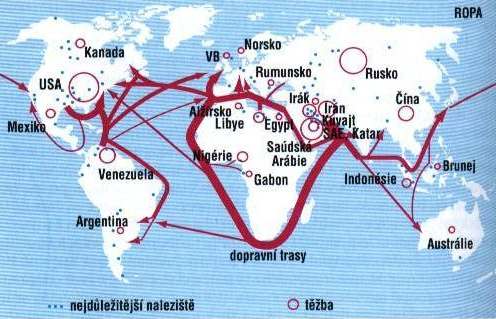 ROPA
Kanada
Norsko
VB
Rumunsko
Rusko
USA
Mexiko
Alžírsko
Libye
Egypt
Irák
Írán
Kuvajt
SAE
Katar
Čína
Saúdská
Arábie
Nigérie
Gabon
Venezuela
Indonésie
Brunej
Argentina
Austrálie
dopravní trasy
nejdůležitější naleziště
těžba